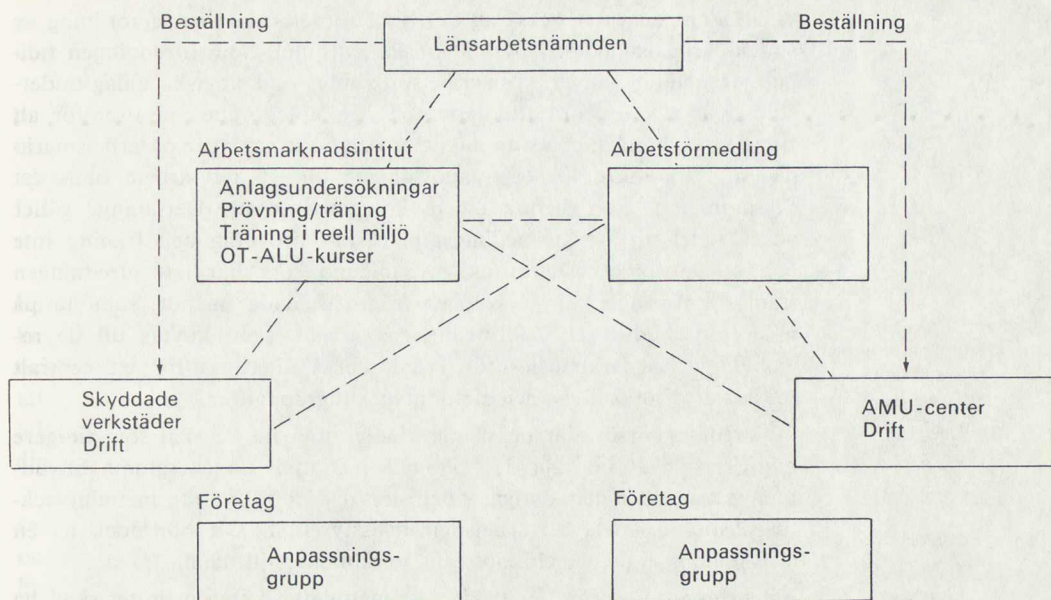 Beställning
Beställning
Länsarbetsnämnden
Arbetsmarknadsintitut
Arbetsförmedling
Anlagsundersökningar
Prövning/träning
Träning i reell miljö
OT-ALU-kurser
Skyddade
verkstäder
Drift
AMU-center
Drift
Företag
Företag
Anpassnings-
grupp
Anpassnings-
grupp